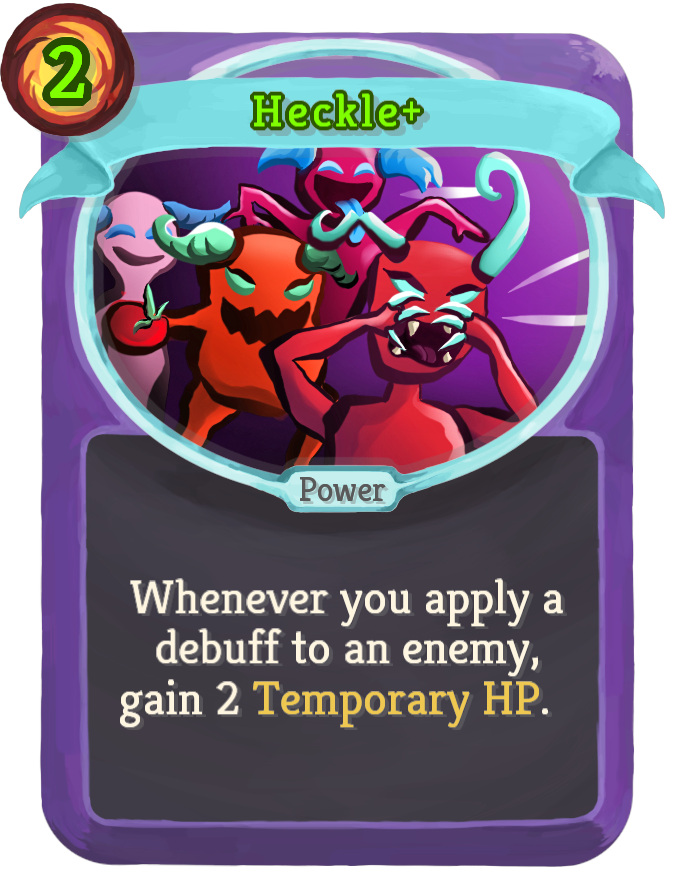 2
Heckle+
Power
Whenever you apply a
debuff to an enemy,
gain 2 Temporary HP.